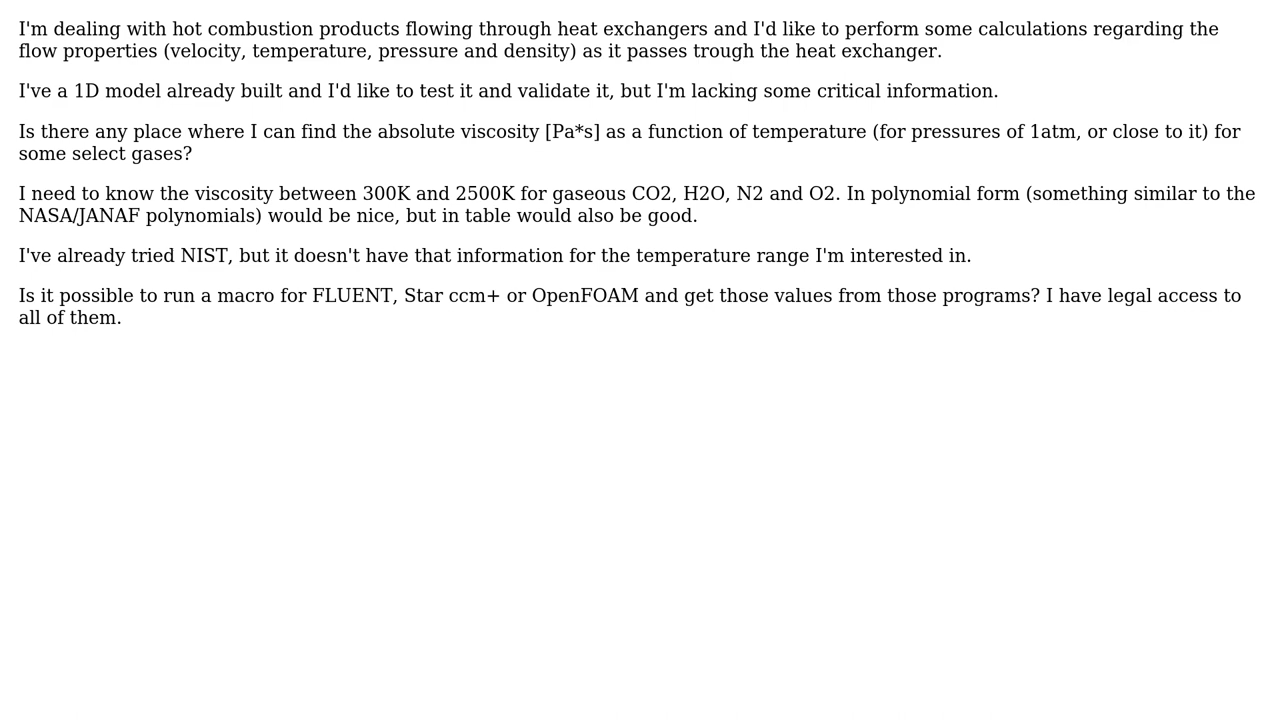 I'm dealing with hot combustion products flowing through heat exchangers and I'd like to perform some calculations regarding the
flow properties (velocity, temperature, pressure and density) as it passes trough the heat exchanger.
I've a 1D model already built and I'd like to test it and validate it, but I'm lacking some critical information.
Is there any place where I can find the absolute viscosity [Pa*s] as a function of temperature (for pressures of 1atm, or close to it) for
some select gases?
I need to know the viscosity between 300K and 2500K for gaseous CO2, H2O, N2 and O2. In polynomial form (something similar to the
NASA/JANAF polynomials) would be nice, but in table would also be good.
I've already tried NIST, but it doesn't have that information for the temperature range I'm interested in.
Is it possible to run a macro for FLUENT, Star ccm+ or OpenFOAM and get those values from those programs? I have legal access to
all of them.